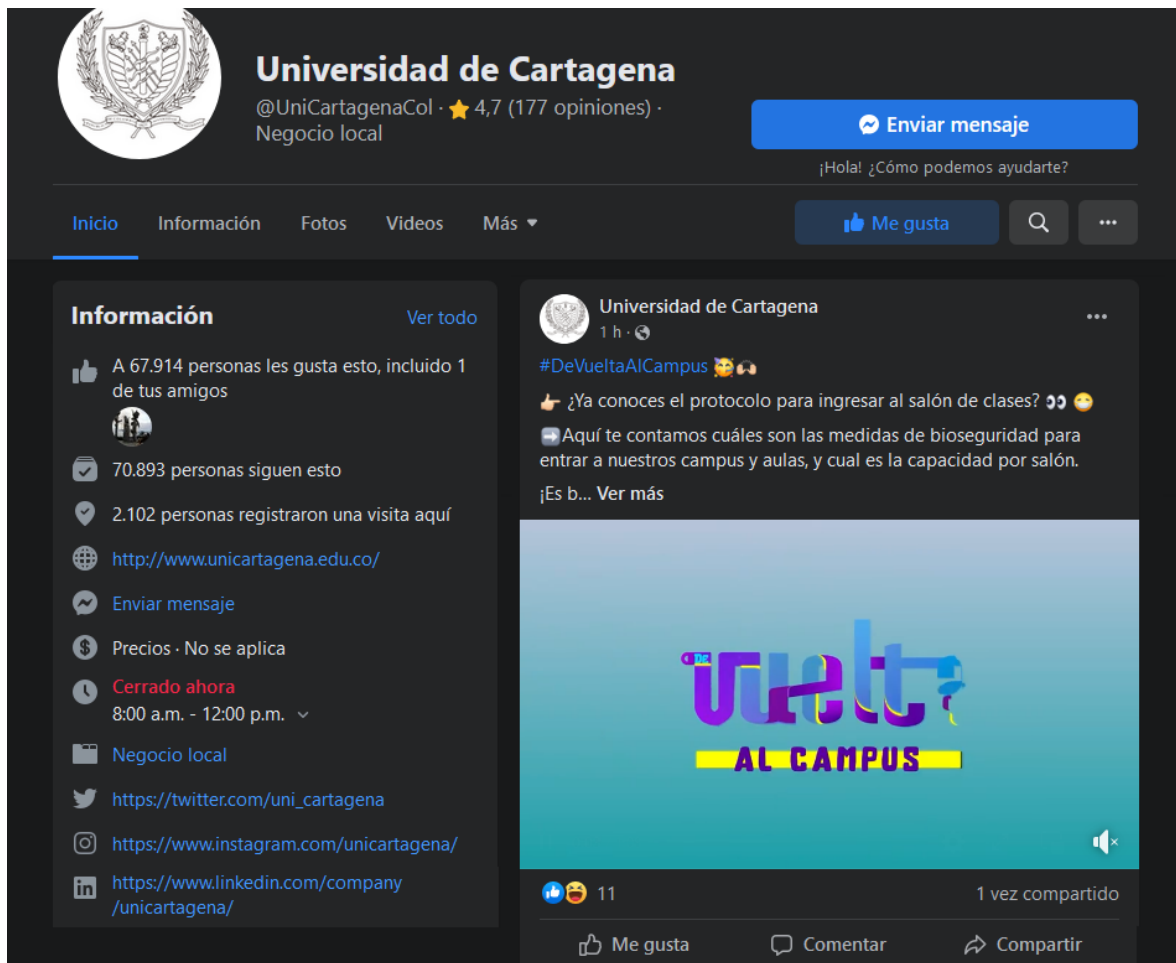 Universidad de Cartagena
@UniCartagenaCol · ⭐ 4,7 (177 opiniones) ·
Negocio local
Enviar mensaje
¡Hola! ¿Cómo podemos ayudarte?
Inicio
Información
Fotos
Videos
Más
Me gusta
Información
Ver todo
A 67.914 personas les gusta esto, incluido 1
de tus amigos
70.893 personas siguen esto
2.102 personas registraron una visita aquí
http://www.unicartagena.edu.co/
Enviar mensaje
Precios · No se aplica
Cerrado ahora
8:00 a.m. - 12:00 p.m.
Negocio local
https://twitter.com/uni_cartagena
https://www.instagram.com/unicartagena/
https://www.linkedin.com/company
/unicartagena/
Universidad de Cartagena
1 h ·
#DeVueltaAlCampus
¿Ya conoces el protocolo para ingresar al salón de clases?
Aquí te contamos cuáles son las medidas de bioseguridad para
entrar a nuestros campus y aulas, y cual es la capacidad por salón.
¡Es b... Ver más
DE
Vuelt
AL CAMPUS
11
1 vez compartido
Me gusta
Comentar
Compartir